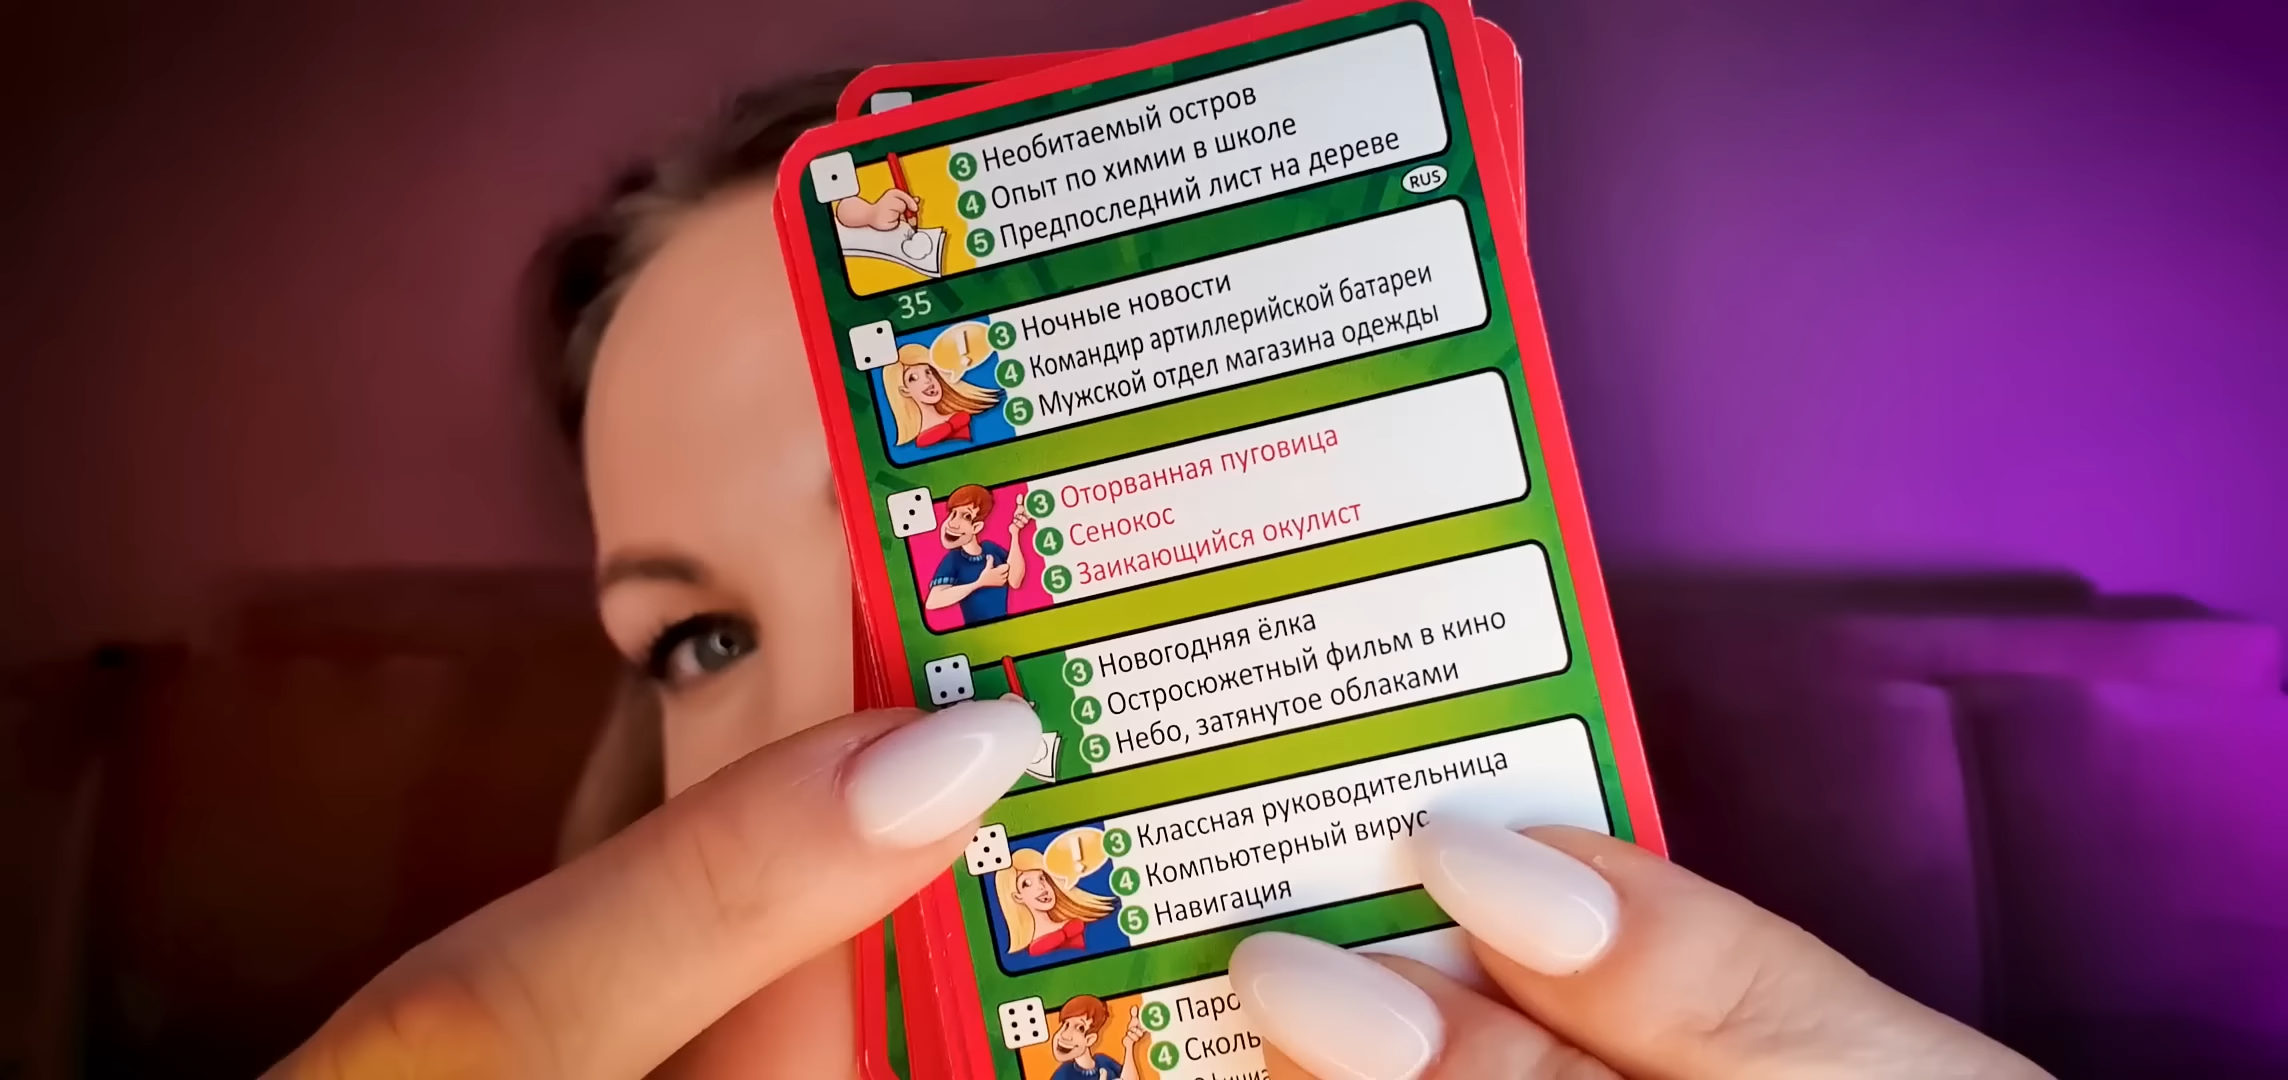 3 Необитаемый остров
4 Опыт по химии в школе
5 Предпоследний лист на дереве
RUS
35
3 Ночные новости
4 Командир артиллерийской батареи
5 Мужской отдел магазина одежды
3 Оторванная пуговица
4 Сенокос
5 Заикающийся окулист
3 Новогодняя ёлка
4 Остросюжетный фильм в кино
5 Небо, затянутое облаками
3 Классная руководительница
4 Компьютерный вирус
5 Навигация
3
4